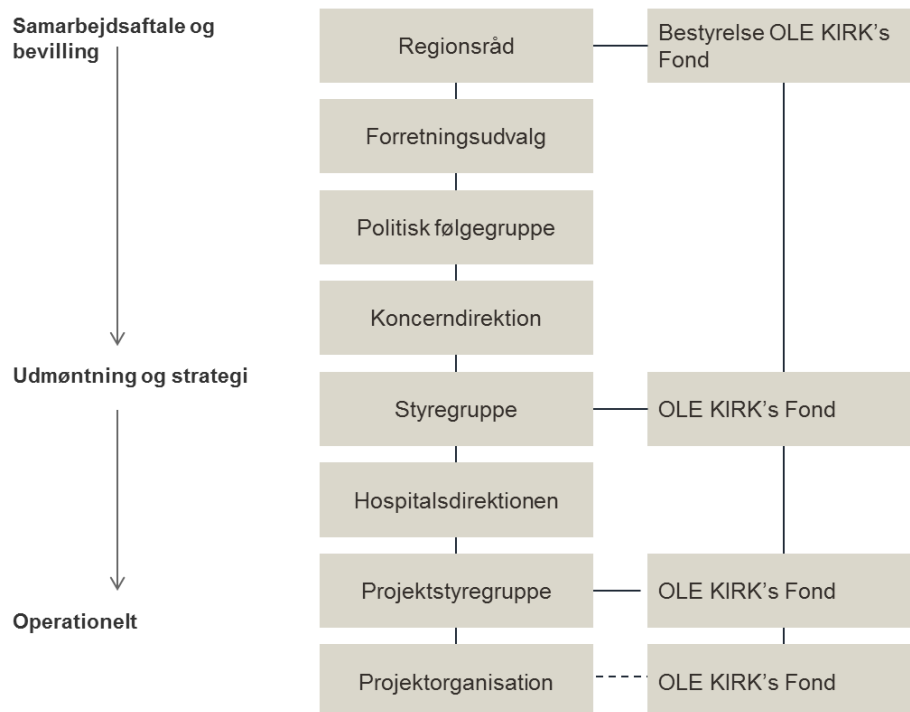 Samarbejdsaftale og
bevilling
Regionsråd
Bestyrelse OLE KIRK's
Fond
Forretningsudvalg
Politisk følgegruppe
Koncerndirektion
Udmøntning og strategi
Styregruppe
OLE KIRK's Fond
Hospitalsdirektionen
Projektstyregruppe
OLE KIRK's Fond
Operationelt
Projektorganisation
OLE KIRK's Fond